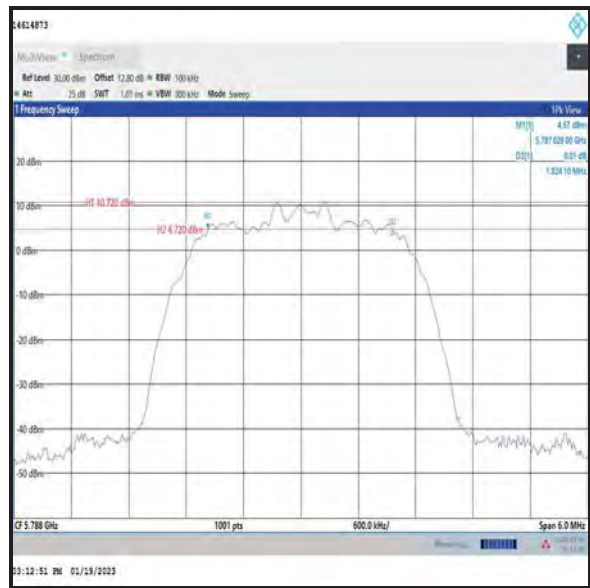 14614873
MultiView Spectrum
Ref Level 30.00 dBm Offset 12.80 dB RBW 100 kHz
Att 25 dB SWT 1.01 ms VBW 300 kHz Mode Sweep
1 Frequency Sweep 1Pk View
M1[1] 4.97 dBm
5.787 029 00 GHz
D2[1] 0.01 dB
1.924 10 MHz
20 dBm
10 dBm
H1 10.720 dBm
M1
H2 4.720 dBm
D2
0 dBm
-10 dBm
-20 dBm
-30 dBm
-40 dBm
-50 dBm
CF 5.788 GHz 1001 pts 600.0 kHz/ Span 6.0 MHz
03:12:51 PM 01/19/2023